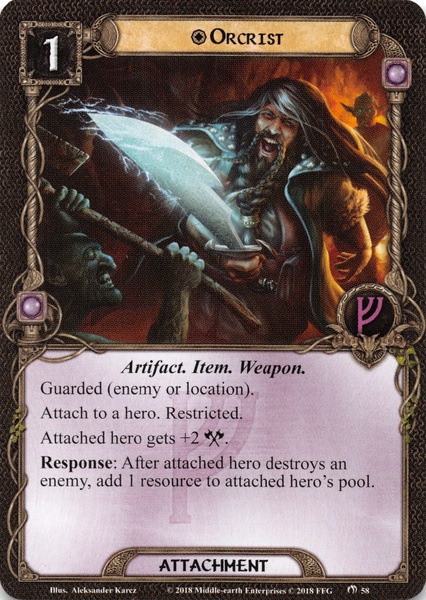 1
Orcrist
Artifact. Item. Weapon.
Guarded (enemy or location).
Attach to a hero. Restricted.
Attached hero gets +2 .
Response: After attached hero destroys an
enemy, add 1 resource to attached hero's pool.
ATTACHMENT
Illus. Aleksander Karcz © 2018 Middle-earth Enterprises © 2018 FFG 58